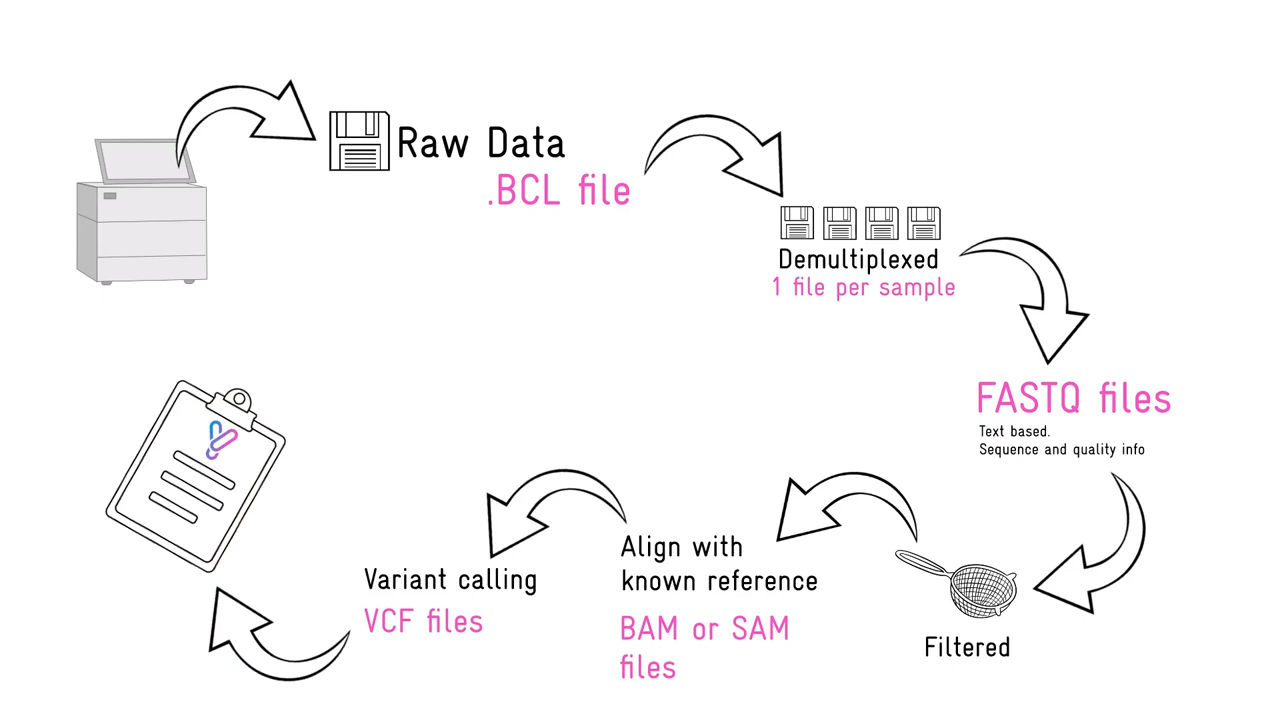 Raw Data
.BCL file
Demultiplexed
1 file per sample
FASTQ files
Text based.
Sequence and quality info
Filtered
Align with
known reference
BAM or SAM
files
Variant calling
VCF files